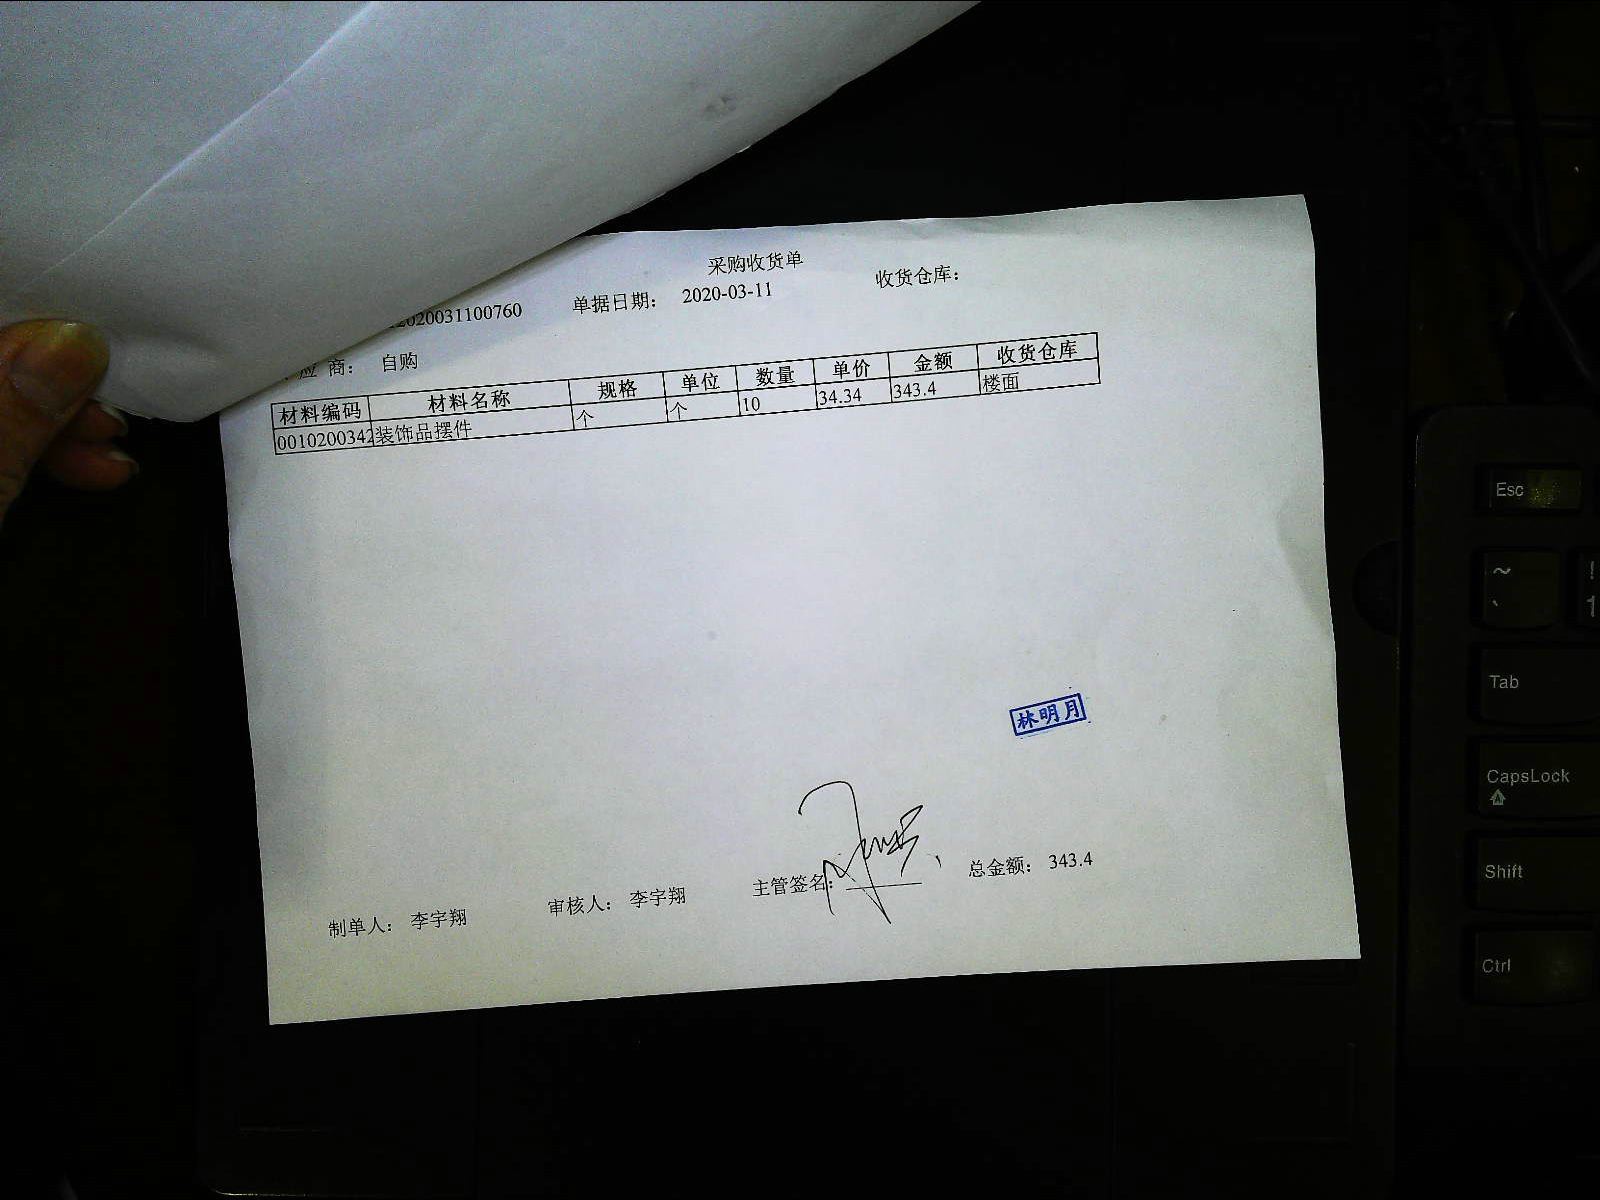 采购收货单
2020031100760 单据日期： 2020-03-11 收货仓库：
应 商： 自购
材料编码 材料名称 规格 单位 数量 单价 金额 收货仓库
0010200342 装饰品摆件 个 个 10 34.34 343.4 楼面
林明月
制单人： 李宇翔 审核人： 李宇翔 主管签名： 总金额： 343.4
Esc
~
`
!
1
Tab
CapsLock
Shift
Ctrl